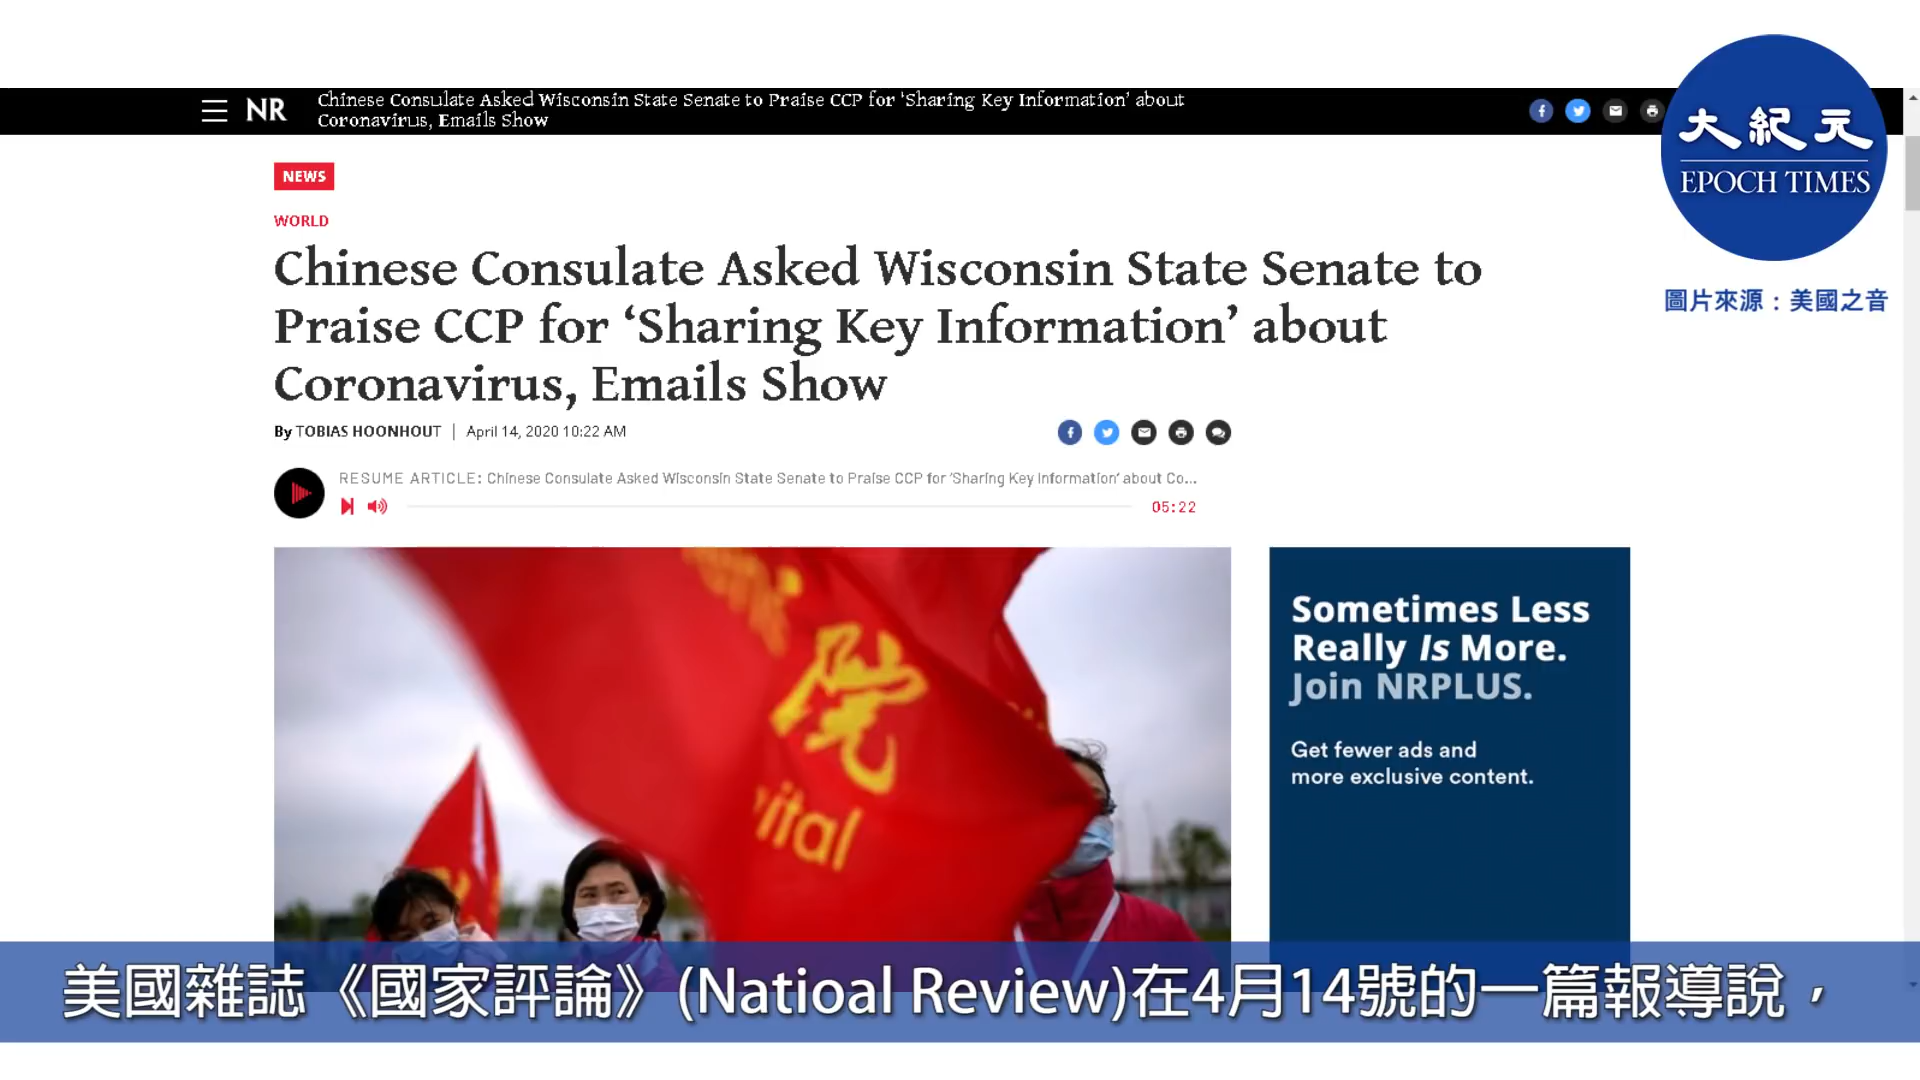 NR
Chinese Consulate Asked Wisconsin State Senate to Praise CCP for ‘Sharing Key Information’ about
Coronavirus, Emails Show
大紀元
EPOCH TIMES
圖片來源：美國之音
NEWS
WORLD
Chinese Consulate Asked Wisconsin State Senate to
Praise CCP for ‘Sharing Key Information’ about
Coronavirus, Emails Show
By TOBIAS HOONHOUT | April 14, 2020 10:22 AM
RESUME ARTICLE: Chinese Consulate Asked Wisconsin State Senate to Praise CCP for ‘Sharing Key Information’ about Co...
05:22
院
ital
Sometimes Less
Really Is More.
Join NRPLUS.
Get fewer ads and
more exclusive content.
美國雜誌《國家評論》(Natioal Review)在4月14號的一篇報導說，